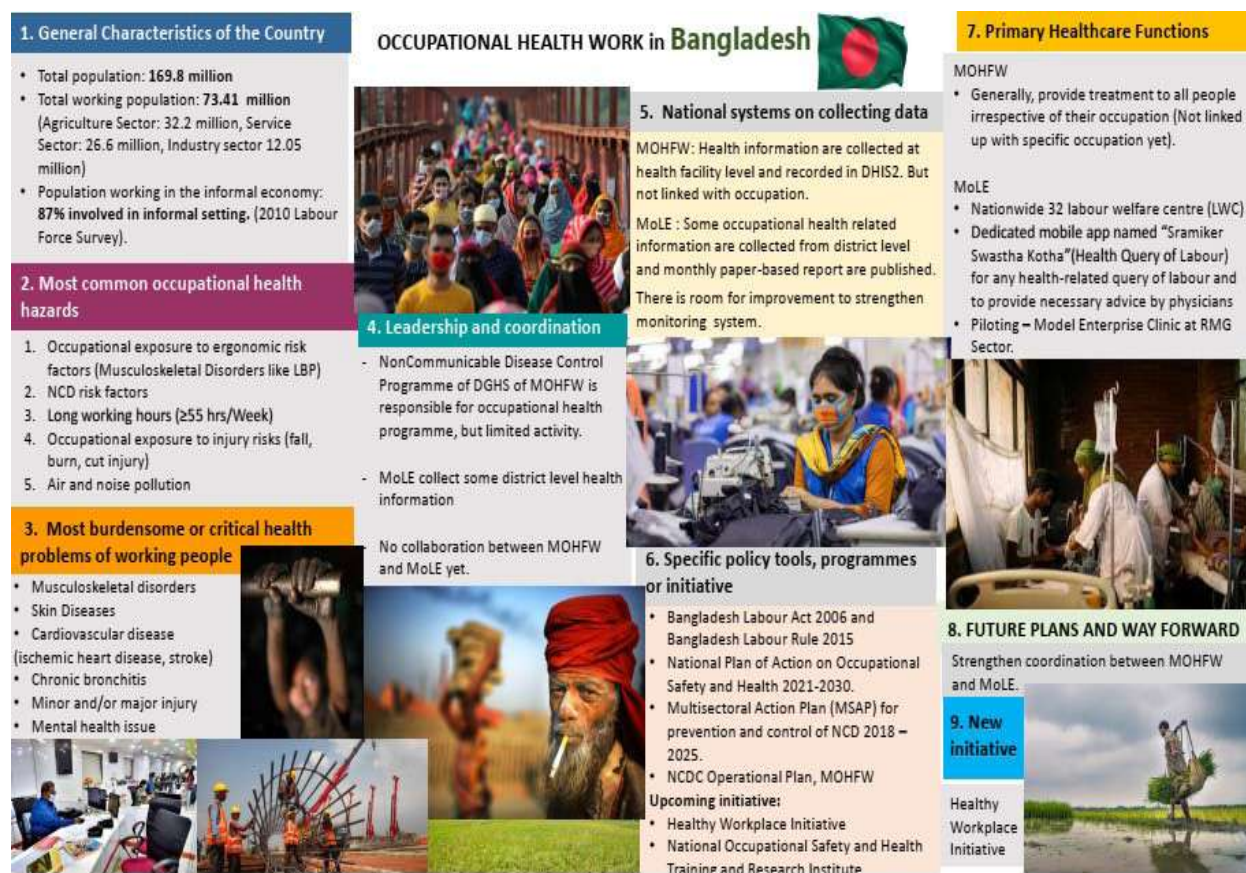 OCCUPATIONAL HEALTH WORK in Bangladesh
1. General Characteristics of the Country
• Total population: 169.8 million
• Total working population: 73.41 million
(Agriculture Sector: 32.2 million, Service
Sector: 26.6 million, Industry sector 12.05
million)
• Population working in the informal economy:
87% involved in informal setting. (2010 Labour
Force Survey).
2. Most common occupational health
hazards
1. Occupational exposure to ergonomic risk
factors (Musculoskeletal Disorders like LBP)
2. NCD risk factors
3. Long working hours (≥55 hrs/Week)
4. Occupational exposure to injury risks (fall,
burn, cut injury)
5. Air and noise pollution
3. Most burdensome or critical health
problems of working people
• Musculoskeletal disorders
• Skin Diseases
• Cardiovascular disease
(ischemic heart disease, stroke)
• Chronic bronchitis
• Minor and/or major injury
• Mental health issue
4. Leadership and coordination
- NonCommunicable Disease Control
Programme of DGHS of MOHFW is
responsible for occupational health
programme, but limited activity.
- MoLE collect some district level health
information
- No collaboration between MOHFW
and MoLE yet.
5. National systems on collecting data
MOHFW: Health information are collected at
health facility level and recorded in DHIS2. But
not linked with occupation.
MoLE : Some occupational health related
information are collected from district level
and monthly paper-based report are published.
There is room for improvement to strengthen
monitoring system.
6. Specific policy tools, programmes
or initiative
• Bangladesh Labour Act 2006 and
Bangladesh Labour Rule 2015
• National Plan of Action on Occupational
Safety and Health 2021-2030.
• Multisectoral Action Plan (MSAP) for
prevention and control of NCD 2018 –
2025.
• NCDC Operational Plan, MOHFW
Upcoming initiative:
• Healthy Workplace Initiative
• National Occupational Safety and Health
Training and Research Institute
7. Primary Healthcare Functions
MOHFW
• Generally, provide treatment to all people
irrespective of their occupation (Not linked
up with specific occupation yet).
MoLE
• Nationwide 32 labour welfare centre (LWC)
• Dedicated mobile app named “Sramiker
Swastha Kotha”(Health Query of Labour)
for any health-related query of labour and
to provide necessary advice by physicians
• Piloting – Model Enterprise Clinic at RMG
Sector.
8. FUTURE PLANS AND WAY FORWARD
Strengthen coordination between MOHFW
and MoLE.
9. New
initiative
Healthy
Workplace
Initiative